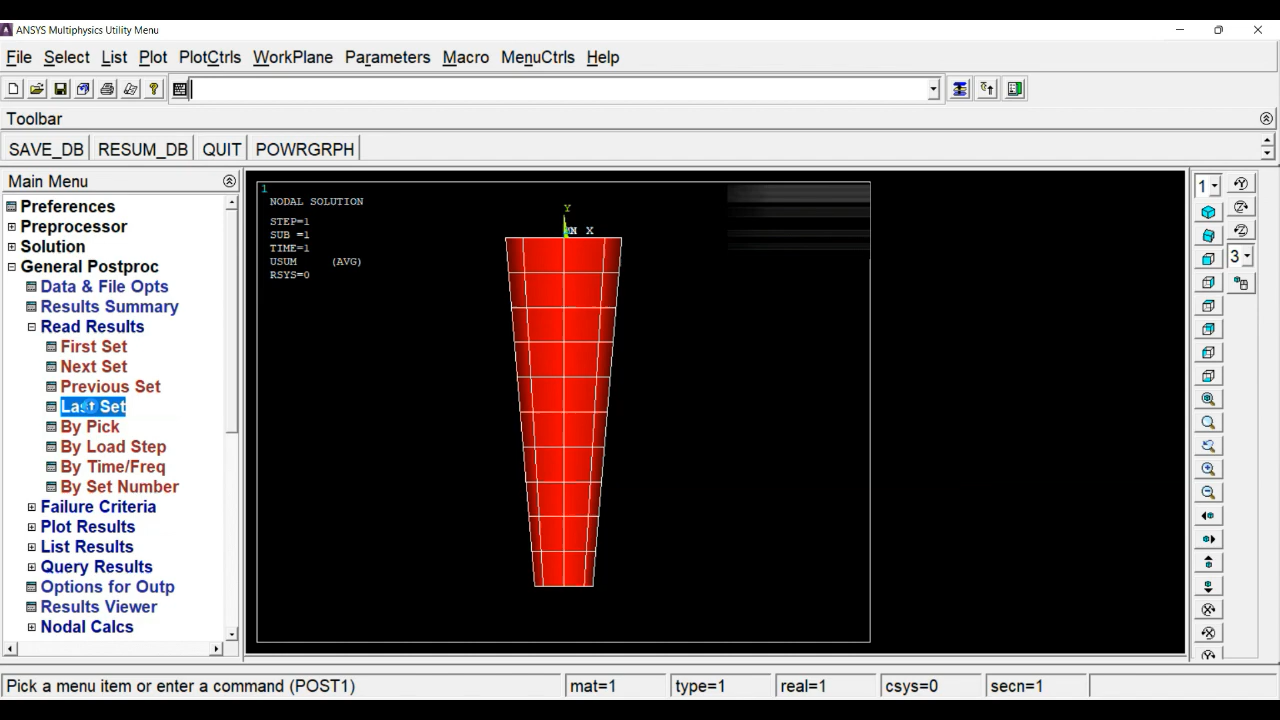 ANSYS Multiphysics Utility Menu
File Select List Plot PlotCtrls WorkPlane Parameters Macro MenuCtrls Help
Toolbar
SAVE_DB RESUM_DB QUIT POWRGRPH
Main Menu
Preferences
Preprocessor
Solution
General Postproc
Data & File Opts
Results Summary
Read Results
First Set
Next Set
Previous Set
Last Set
By Pick
By Load Step
By Time/Freq
By Set Number
Failure Criteria
Plot Results
List Results
Query Results
Options for Outp
Results Viewer
Nodal Calcs
1
NODAL SOLUTION
STEP=1
SUB =1
TIME=1
USUM (AVG)
RSYS=0
Y
X
1
3
Pick a menu item or enter a command (POST1) mat=1 type=1 real=1 csys=0 secn=1